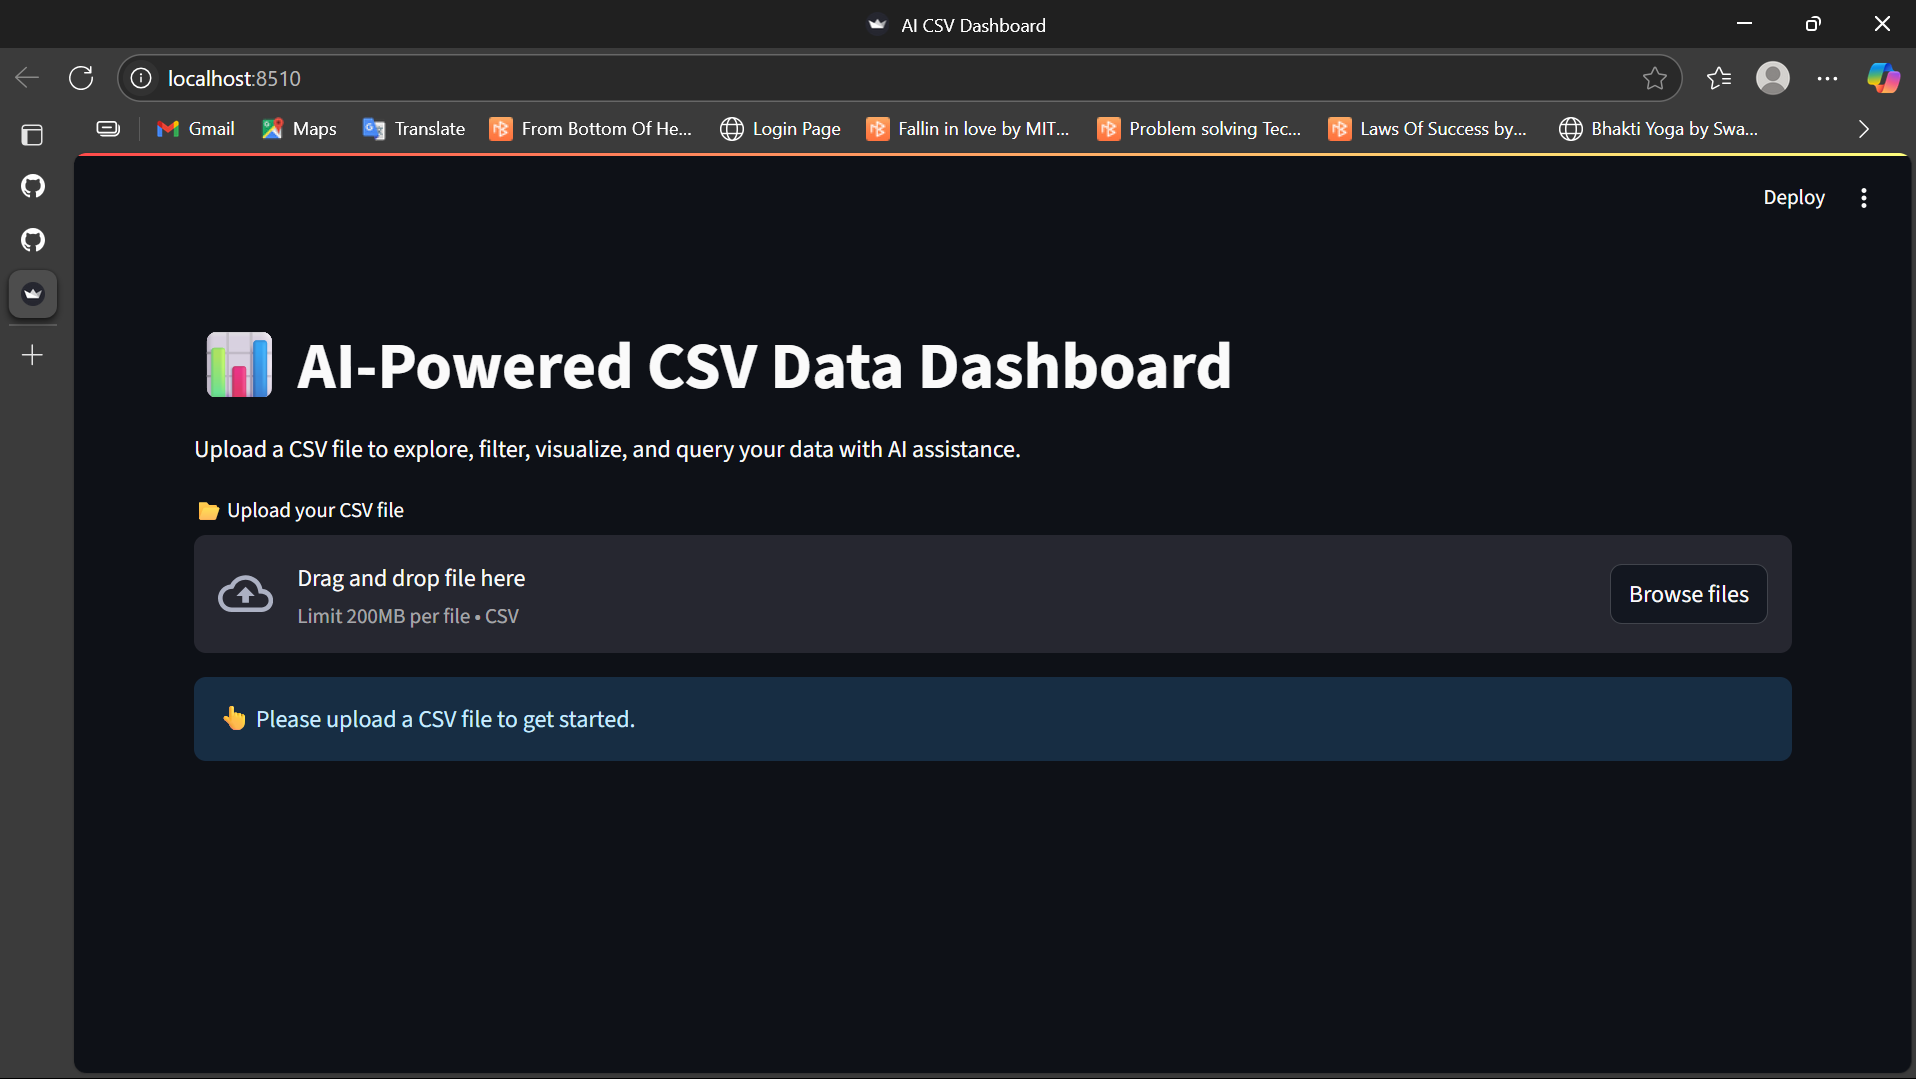 AI CSV Dashboard
localhost:8510
Gmail Maps Translate From Bottom Of He... Login Page Fallin in love by MIT... Problem solving Tec... Laws Of Success by... Bhakti Yoga by Swa...
Deploy
AI-Powered CSV Data Dashboard
Upload a CSV file to explore, filter, visualize, and query your data with AI assistance.
Upload your CSV file
Drag and drop file here
Limit 200MB per file • CSV
Browse files
Please upload a CSV file to get started.